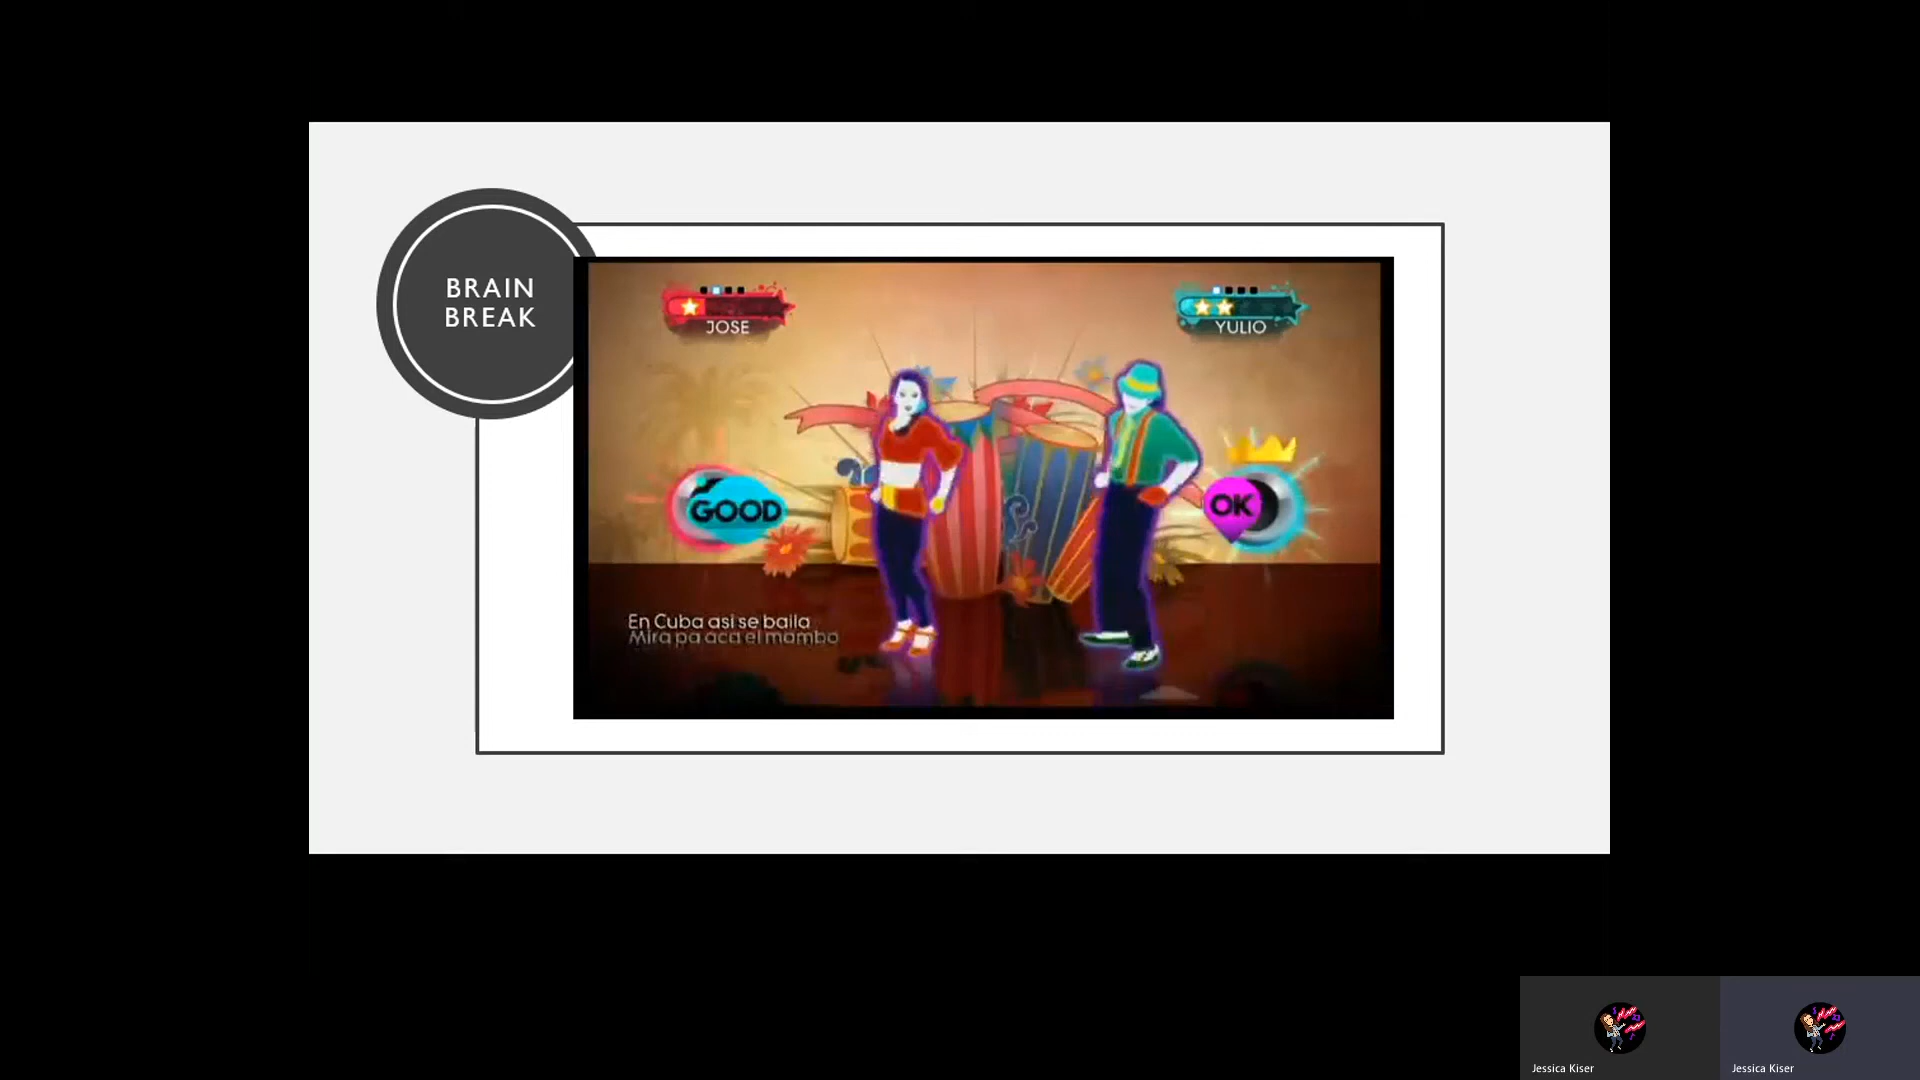 BRAIN
BREAK
JOSE
YULIO
GOOD
OK
En Cuba asi se baila
Mira pa aca el mambo
Jessica Kiser
Jessica Kiser